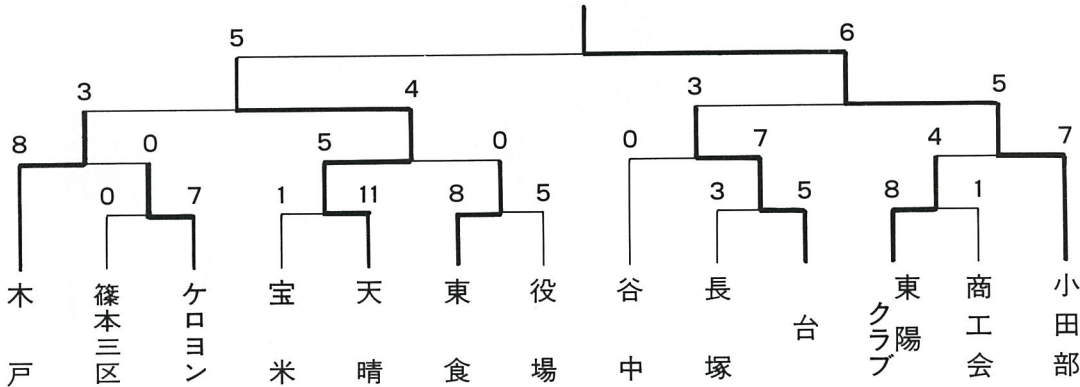 5 6
3 4 3 5
8 0 5 0 0 7 4 7
0 7 1 11 8 5 3 5 8 1
木戸
篠本三区
ケロヨン
宝米
天晴
東食
役場
谷中
長塚
台
東陽クラブ
商工会
小田部